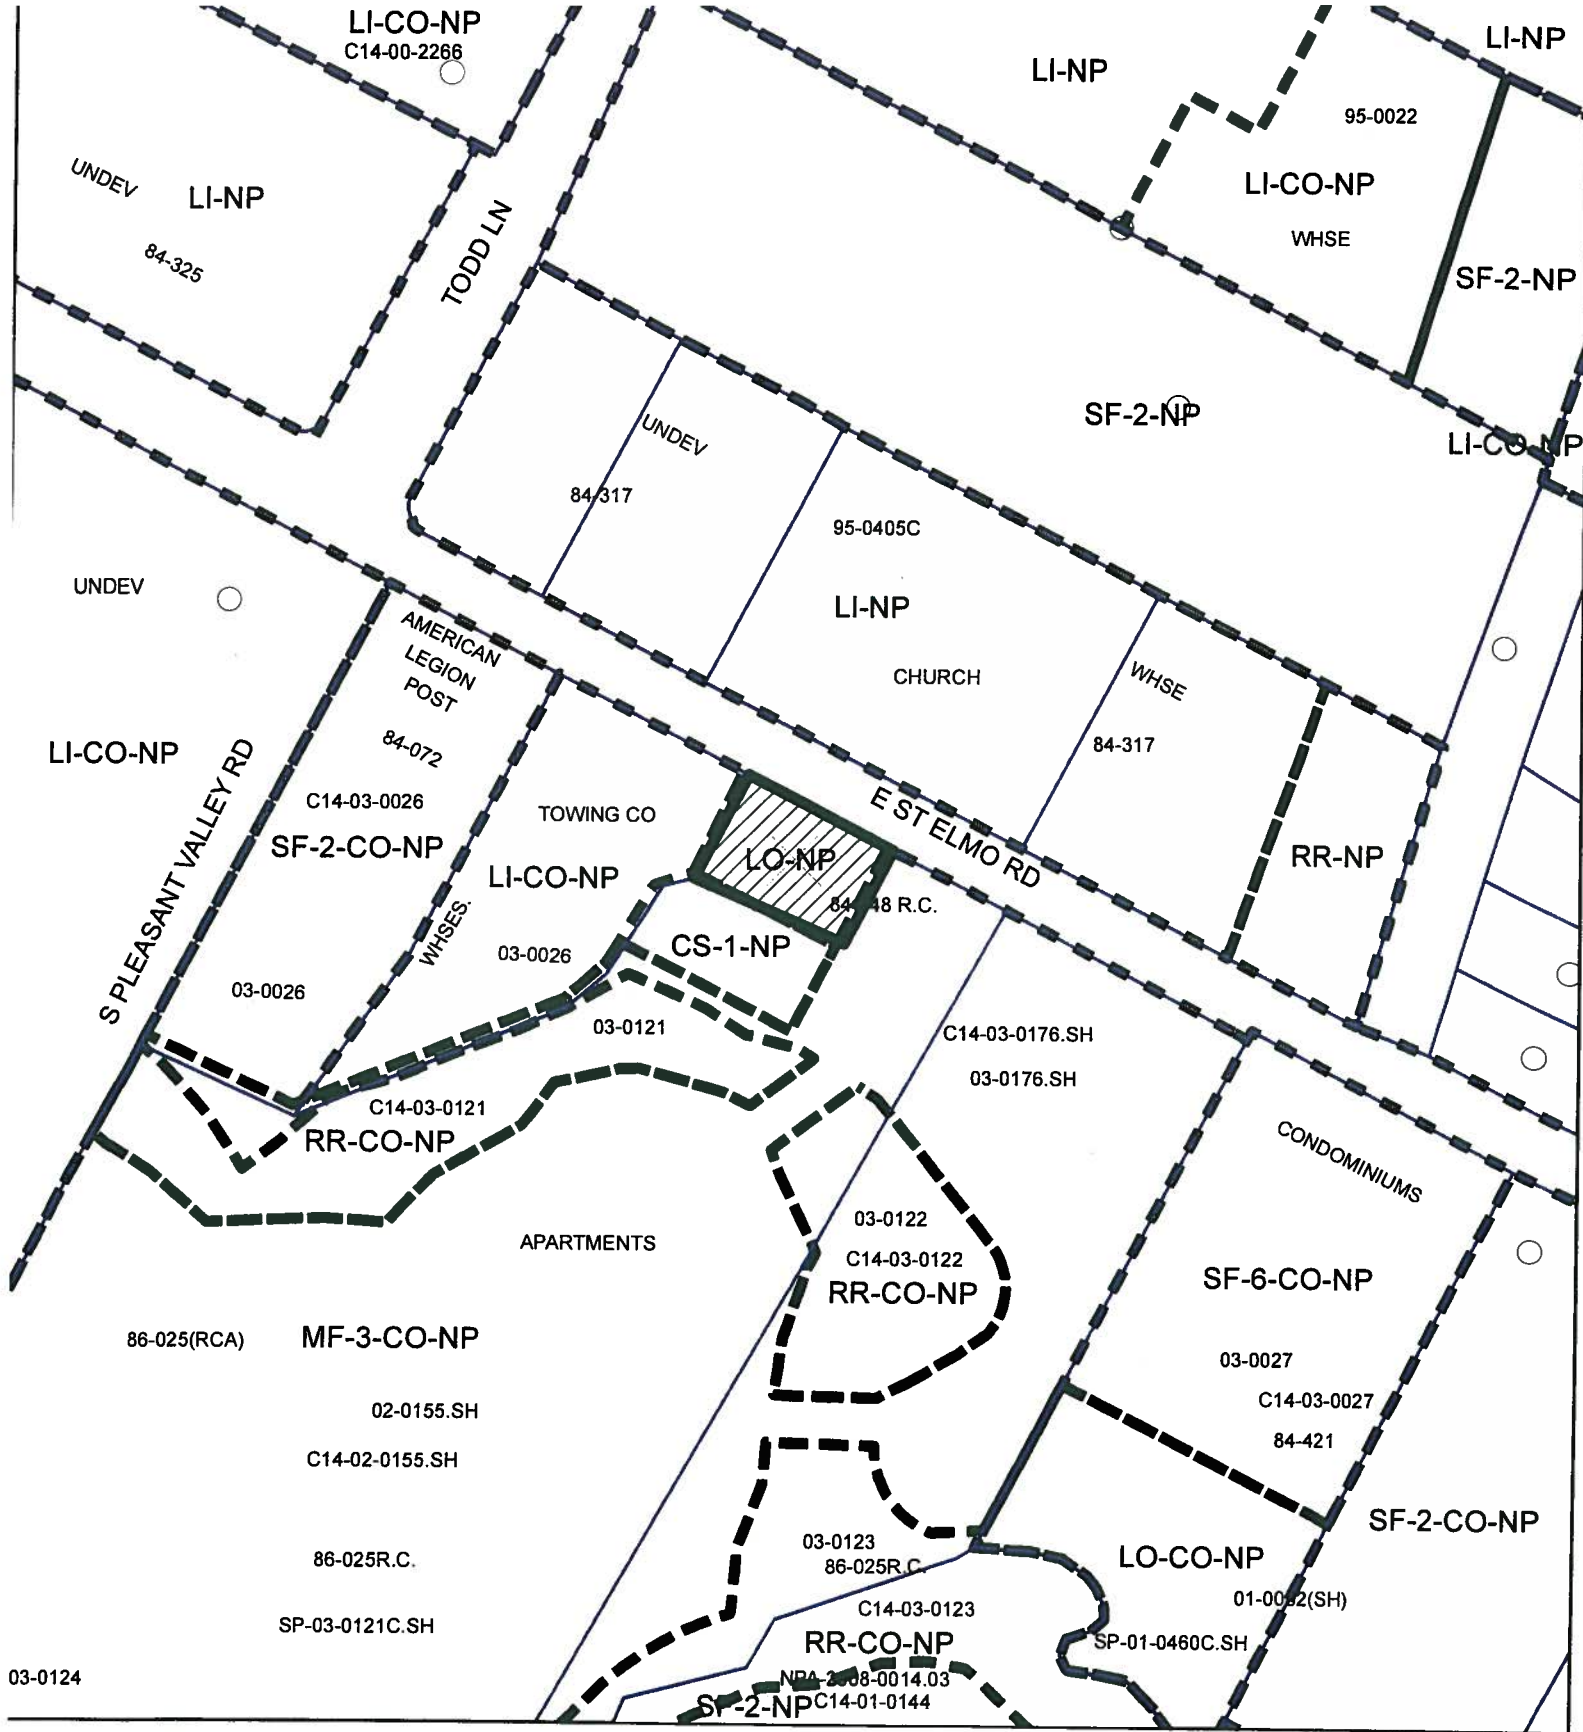 LI-CO-NP
C14-00-2266
LI-NP
LI-NP
95-0022
LI-CO-NP
WHSE
SF-2-NP
UNDEV
LI-NP
84-325
TODD LN
SF-2-NP
LI-CO-NP
UNDEV
84-317
95-0405C
LI-NP
CHURCH
WHSE
84-317
RR-NP
UNDEV
LI-CO-NP
S PLEASANT VALLEY RD
AMERICAN
LEGION
POST
84-072
C14-03-0026
SF-2-CO-NP
03-0026
TOWING CO
LI-CO-NP
WHSES.
03-0026
LO-NP
E ST ELMO RD
R.C.
CS-1-NP
03-0121
C14-03-0121
RR-CO-NP
C14-03-0176.SH
03-0176.SH
CONDOMINIUMS
APARTMENTS
03-0122
C14-03-0122
RR-CO-NP
SF-6-CO-NP
86-025(RCA)
MF-3-CO-NP
03-0027
C14-03-0027
84-421
02-0155.SH
C14-02-0155.SH
SF-2-CO-NP
03-0123
86-025R.C.
86-025R.C.
LO-CO-NP
C14-03-0123
SP-03-0121C.SH
RR-CO-NP
SP-01-0460C.SH
03-0124
SF-2-NP
C14-01-0144